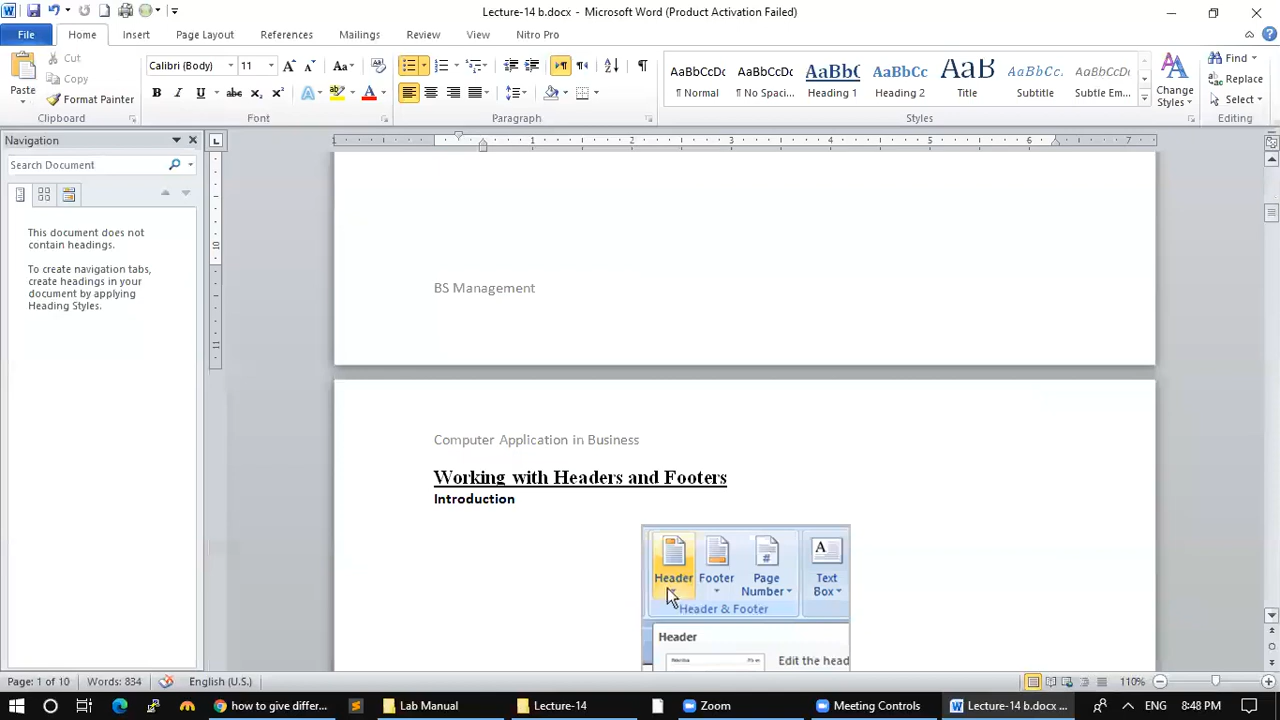 Lecture-14 b.docx - Microsoft Word (Product Activation Failed)
File Home Insert Page Layout References Mailings Review View Nitro Pro
Paste Cut Copy Format Painter
Calibri (Body) 11
AaBbCcDc AaBbCcDc AaBbC AaBbCc AaB AaBbCc. AaBbCcDc
¶ Normal ¶ No Spaci... Heading 1 Heading 2 Title Subtitle Subtle Em...
Change Styles
Find Replace Select
Clipboard Font Paragraph Styles Editing
Navigation
Search Document
This document does not
contain headings.
To create navigation tabs,
create headings in your
document by applying
Heading Styles.
BS Management
Computer Application in Business
Working with Headers and Footers
Introduction
Header Footer Page Number A Text Box
Header & Footer
Header
Edit the head
Page: 1 of 10 Words: 834 English (U.S.) 110%
how to give differ... Lab Manual Lecture-14 Zoom Meeting Controls Lecture-14 b.docx ... ENG 8:48 PM